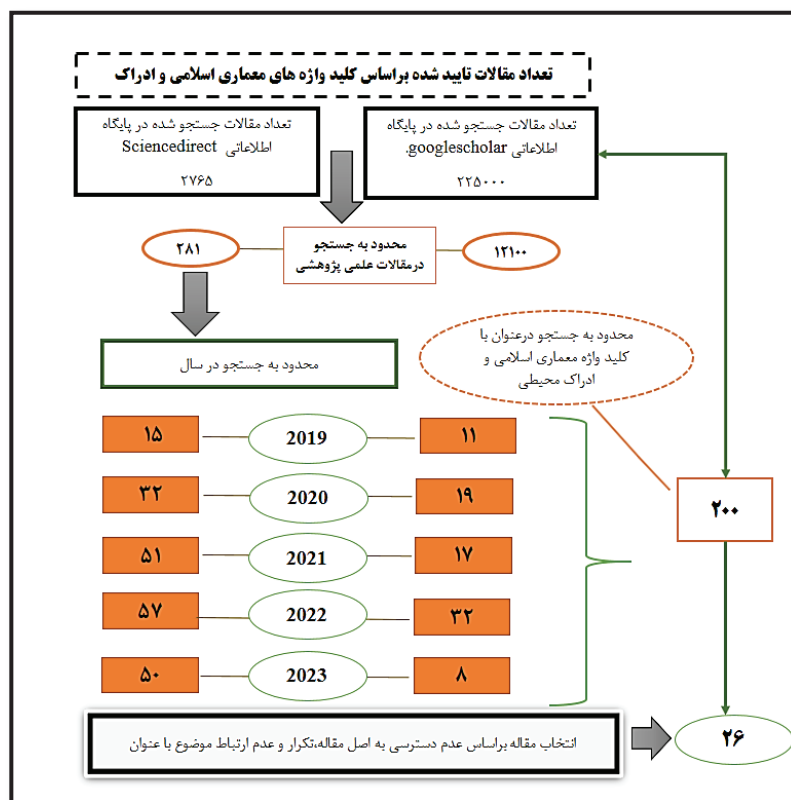 تعداد مقالات تایید شده براساس کلید واژه های معماری اسلامی و ادراک
تعداد مقالات جستجو شده در پایگاه
اطلاعاتی googlescholar.
۲۲۵۰۰۰
تعداد مقالات جستجو شده در پایگاه
اطلاعاتی Sciencedirect
۲۷۶۵
۱۲۱۰۰
محدود به جستجو
درمقالات علمی پژوهشی
۲۸۱
محدود به جستجو درعنوان با
کلید واژه معماری اسلامی و
ادراک محیطی
محدود به جستجو در سال
۱۱
2019
۱۵
۱۹
2020
۳۲
۱۷
2021
۵۱
۳۲
2022
۵۷
۸
2023
۵۰
۲۰۰
انتخاب مقاله براساس عدم دسترسی به اصل مقاله،تکرار و عدم ارتباط موضوع با عنوان
۲۶